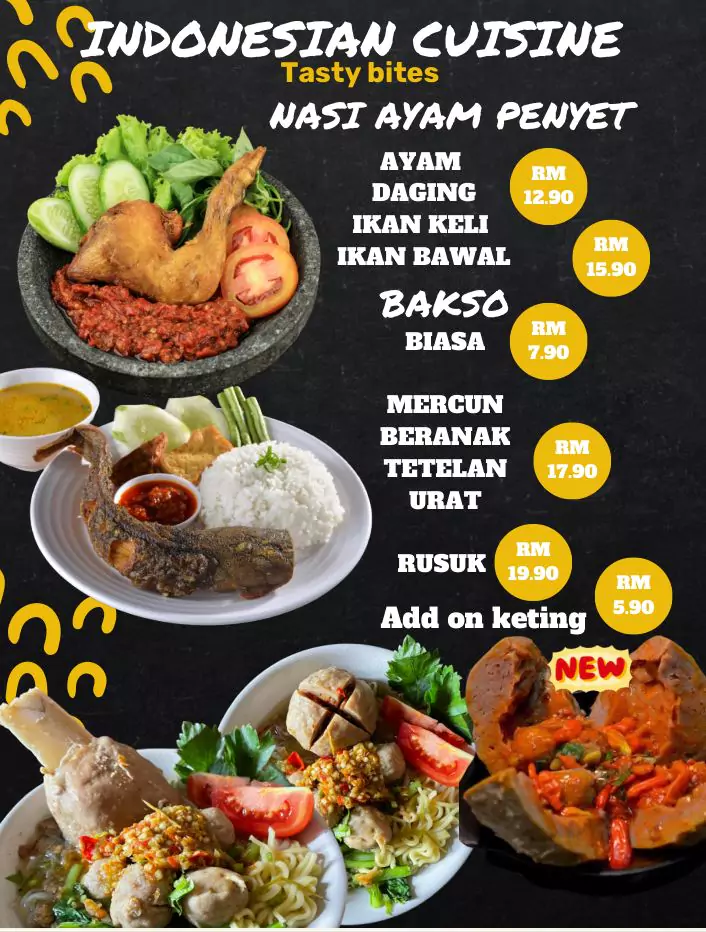 INDONESIAN CUISINE
Tasty bites
NASI AYAM PENYET
AYAM
DAGING
RM
12.90
IKAN KELI
IKAN BAWAL
RM
15.90
BAKSO
BIASA
RM
7.90
MERCUN
BERANAK
TETELAN
URAT
RM
17.90
RUSUK
RM
19.90
Add on keting
RM
5.90
NEW